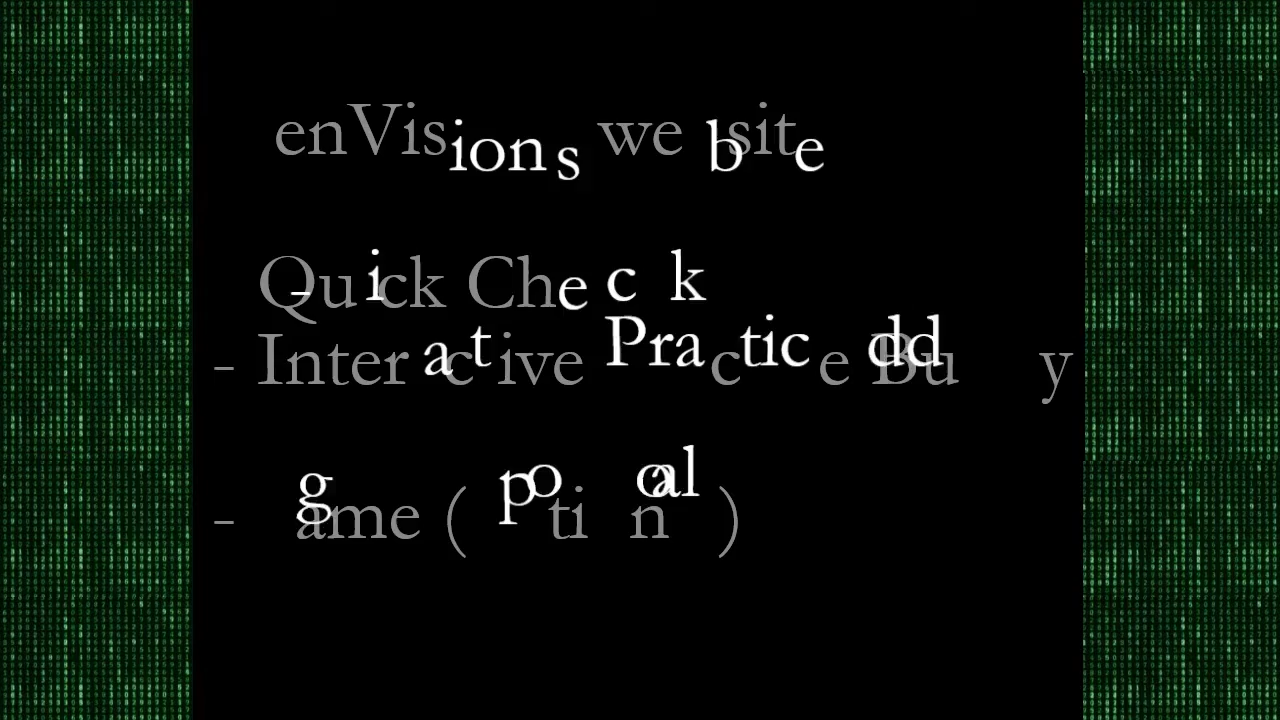 enVisions website
- Quick Check
- Interactive Practice Buddy
- game (optional)